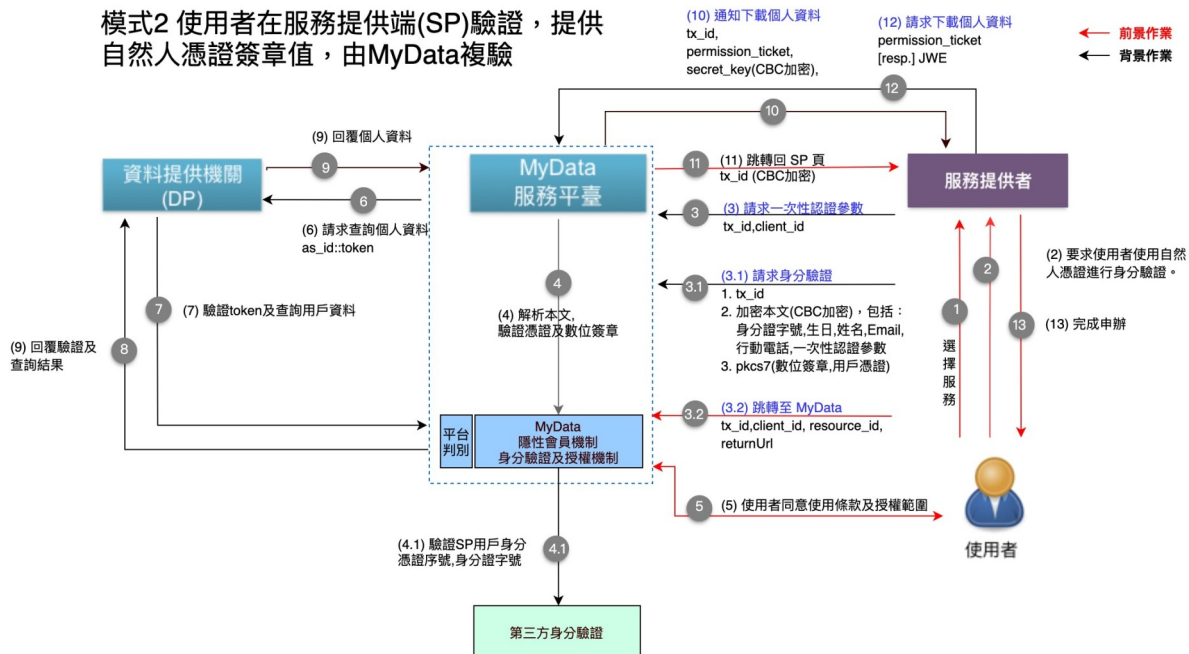 模式2 使用者在服務提供端(SP)驗證，提供
自然人憑證簽章值，由MyData複驗
(10) 通知下載個人資料
tx_id,
permission_ticket,
secret_key(CBC加密),
(12) 請求下載個人資料
permission_ticket
[resp.] JWE
前景作業
背景作業
12
10
(9) 回覆個人資料
9
資料提供機關
(DP)
6
(6) 請求查詢個人資料
as_id::token
MyData
服務平臺
11
(11) 跳轉回 SP 頁
tx_id (CBC加密)
服務提供者
3
(3) 請求一次性認證參數
tx_id,client_id
(2) 要求使用者使用自然
人憑證進行身分驗證。
2
3.1
(3.1) 請求身分驗證
1. tx_id
2. 加密本文(CBC加密)，包括：
身分證字號,生日,姓名,Email,
行動電話,一次性認證參數
3. pkcs7(數位簽章,用戶憑證)
4
(4) 解析本文,
驗證憑證及數位簽章
7
(7) 驗證token及查詢用戶資料
1
選擇服務
13
(13) 完成申辦
(9) 回覆驗證及
查詢結果
8
3.2
(3.2) 跳轉至 MyData
tx_id,client_id, resource_id,
returnUrl
平台
判別
MyData
隱性會員機制
身分驗證及授權機制
5
(5) 使用者同意使用條款及授權範圍
使用者
(4.1) 驗證SP用戶身分
憑證序號,身分證字號
4.1
第三方身分驗證